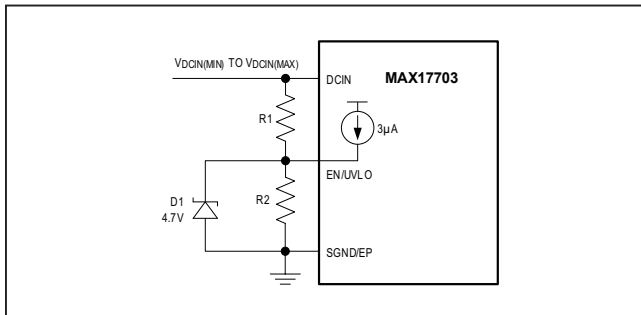 VDCIN(MIN) TO VDCIN(MAX)
DCIN
MAX17703
R1
3µA
EN/UVLO
D1
4.7V
R2
SGND/EP